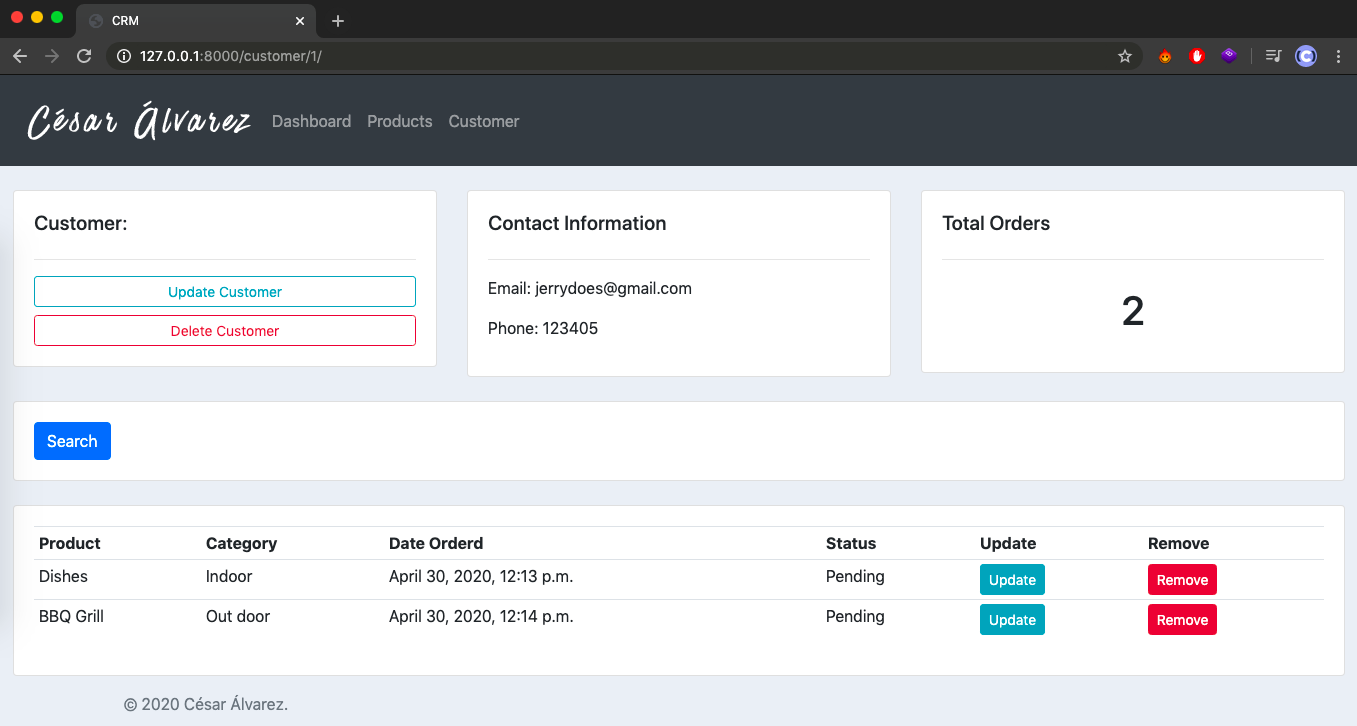 CRM
127.0.0.1:8000/customer/1/
César Álvarez Dashboard Products Customer
Customer:
Update Customer
Delete Customer
Contact Information
Email: jerrydoes@gmail.com
Phone: 123405
Total Orders
2
Search
Product Category Date Orderd Status Update Remove
Dishes Indoor April 30, 2020, 12:13 p.m. Pending Update Remove
BBQ Grill Out door April 30, 2020, 12:14 p.m. Pending Update Remove
© 2020 César Álvarez.